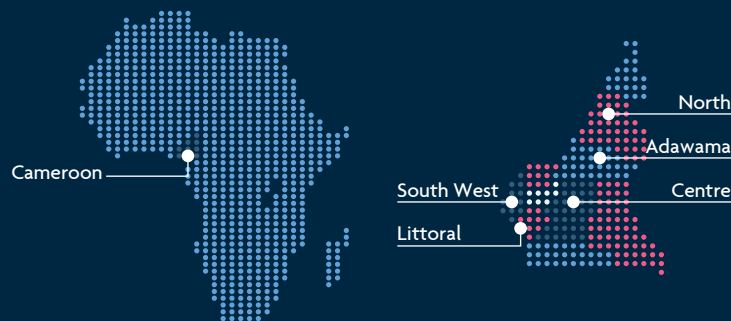 Cameroon
North
Adawama
South West
Centre
Littoral